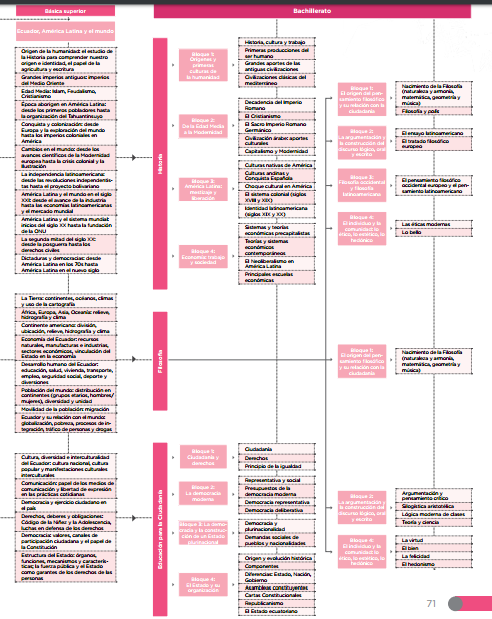 Básica superior
Bachillerato
Ecuador, América Latina y el mundo
Origen de la humanidad: el estudio de
la Historia para comprender nuestro
origen e identidad, el papel de la
agricultura y escritura
Grandes imperios antiguos: imperios
del Medio Oriente
Edad Media: Islam, Feudalismo,
Cristianismo
Época aborigen en América Latina:
desde los primeros pobladores hasta
la organización del Tahuantinsuyo
Conquista y colonización: desde
Europa y la exploración del mundo
hasta los imperios coloniales en
América
Cambios en el mundo: desde los
avances científicos de la Modernidad
europea hasta la crisis colonial y la
Ilustración
La independencia latinoamericana:
desde las revoluciones independentis-
tas hasta el proyecto bolivariano
América Latina y el mundo en el siglo
XIX: desde el avance de la industria
hasta las economías latinoamericanas
y el mercado mundial
América Latina y el sistema mundial:
inicios del siglo XX hasta la fundación
de la ONU
La segunda mitad del siglo XX:
desde la posguerra hasta los
derechos civiles
Dictaduras y democracias: desde
América Latina en los 70s hasta
América Latina en el nuevo siglo
La Tierra: continentes, océanos, climas
y uso de la cartografía
África, Europa, Asia, Oceanía: relieve,
hidrografía y clima
Continente americano: división,
ubicación, relieve, hidrografía y clima
Economía del Ecuador: recursos
naturales, manufacturas e industrias,
sectores económicos, vinculación del
Estado en la economía
Desarrollo humano del Ecuador:
educación, salud, vivienda, transporte,
empleo, seguridad social, deporte y
diversiones
Población del mundo: distribución en
continentes (grupos etarios, hombres/
mujeres), diversidad y unidad
Movilidad de la población: migración
Ecuador y su relación con el mundo:
globalización, pobreza, procesos de in-
tegración, tráfico de personas y drogas
Cultura, diversidad e interculturalidad
del Ecuador: cultura nacional, cultura
popular y manifestaciones culturales
interculturales
Comunicación: papel de los medios de
comunicación y libertad de expresión
en las prácticas cotidianas
Democracia y ejercicio ciudadano en
el país
Derechos, deberes y obligaciones:
Código de la Niñez y la Adolescencia,
luchas en defensa de los derechos
Democracia: valores, canales de
participación ciudadana y el papel de
la Constitución
Estructura del Estado: órganos,
funciones, mecanismos y caracterís-
ticas; la fuerza pública y el Estado
como garantes de los derechos de las
personas
Historia
Bloque 1:
Orígenes y
primeras
culturas de
la humanidad
Historia, cultura y trabajo
Primeras producciones del
ser humano
Grandes aportes de las
antiguas civilizaciones
Civilizaciones clásicas del
mediterráneo
Bloque 2:
De la Edad Media
a la Modernidad
Decadencia del Imperio
Romano
El Cristianismo
El Sacro Imperio Romano
Germánico
Civilización árabe: aportes
culturales
Capitalismo y Modernidad
Bloque 3:
América Latina:
mestizaje y
liberación
Culturas nativas de América
Culturas andinas y
Conquista Española
Choque cultural en América
El sistema colonial (siglos
XVIII y XIX)
Identidad latinoamericana
(siglos XIX y XX)
Bloque 4:
Economía: trabajo
y sociedad
Sistemas y teorías
económicas precapitalistas
Teorías y sistemas
económicos
contemporáneos
El Neoliberalismo en
América Latina
Principales escuelas
económicas
Bloque 1:
El origen del pen-
samiento filosófico
y su relación con la
ciudadanía
Nacimiento de la Filosofía
(naturaleza y armonía,
matemática, geometría y
música)
Filosofía y polis
Bloque 2:
La argumentación y
la construcción del
discurso lógico, oral
y escrito
El ensayo latinoamericano
El tratado filosófico
europeo
Bloque 3:
Filosofía occidental
y filosofía
latinoamericana
El pensamiento filosófico
occidental europeo y el pen-
samiento latinoamericano
Bloque 4:
El individuo y la
comunidad: lo
ético, lo estético, lo
hedónico
Las éticas modernas
Lo bello
Filosofía
Bloque 1:
El origen del pen-
samiento filosófico
y su relación con la
ciudadanía
Nacimiento de la Filosofía
(naturaleza y armonía,
matemática, geometría y
música)
Educación para la Ciudadanía
Bloque 1:
Ciudadanía y
derechos
Ciudadanía
Derechos
Principio de la igualdad
Bloque 2:
La democracia
moderna
Representativa y social
Presupuestos de la
democracia moderna
Democracia representativa
Democracia deliberativa
Bloque 3: La demo-
cracia y la construc-
ción de un Estado
plurinacional
Democracia y
plurinacionalidad
Demandas sociales de
pueblos y nacionalidades
Bloque 4:
El Estado y su
organización
Origen y evolución histórica
Componentes
Diferencias: Estado, Nación,
Gobierno
Asambleas constituyentes
Cartas Constitucionales
Republicanismo
El Estado ecuatoriano
Bloque 2:
La argumentación y
la construcción del
discurso lógico, oral
y escrito
Argumentación y
pensamiento crítico
Silogística aristotélica
Lógica moderna de clases
Teoría y ciencia
Bloque 4:
El individuo y la
comunidad: lo
ético, lo estético, lo
hedónico
La virtud
El bien
La felicidad
El hedonismo
71